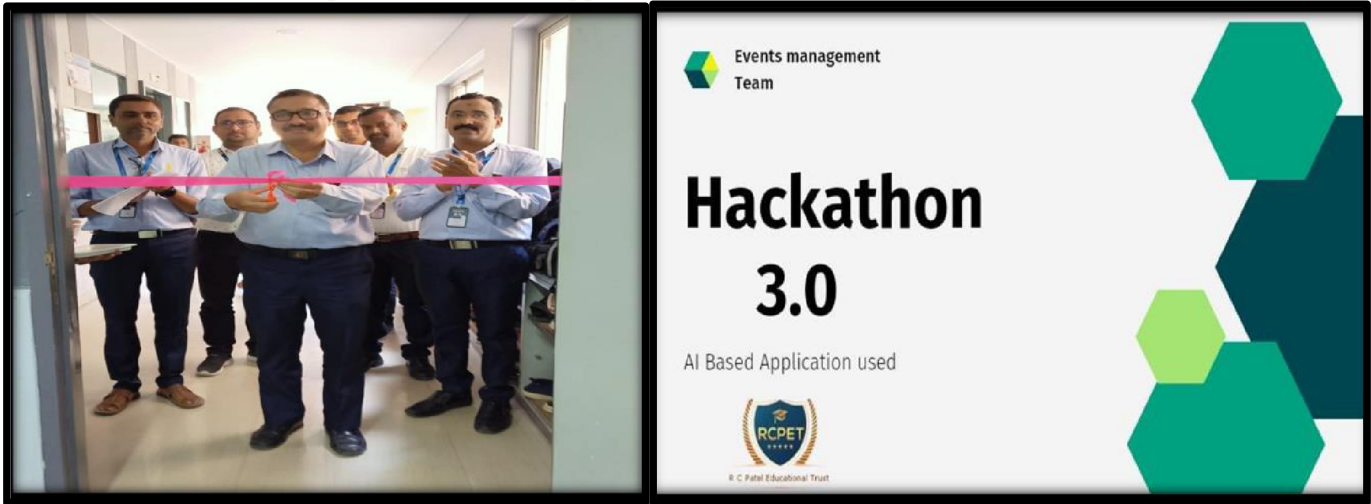 Events management
Team
Hackathon
3.0
AI Based Application used
RCPET
R C Patel Educational Trust